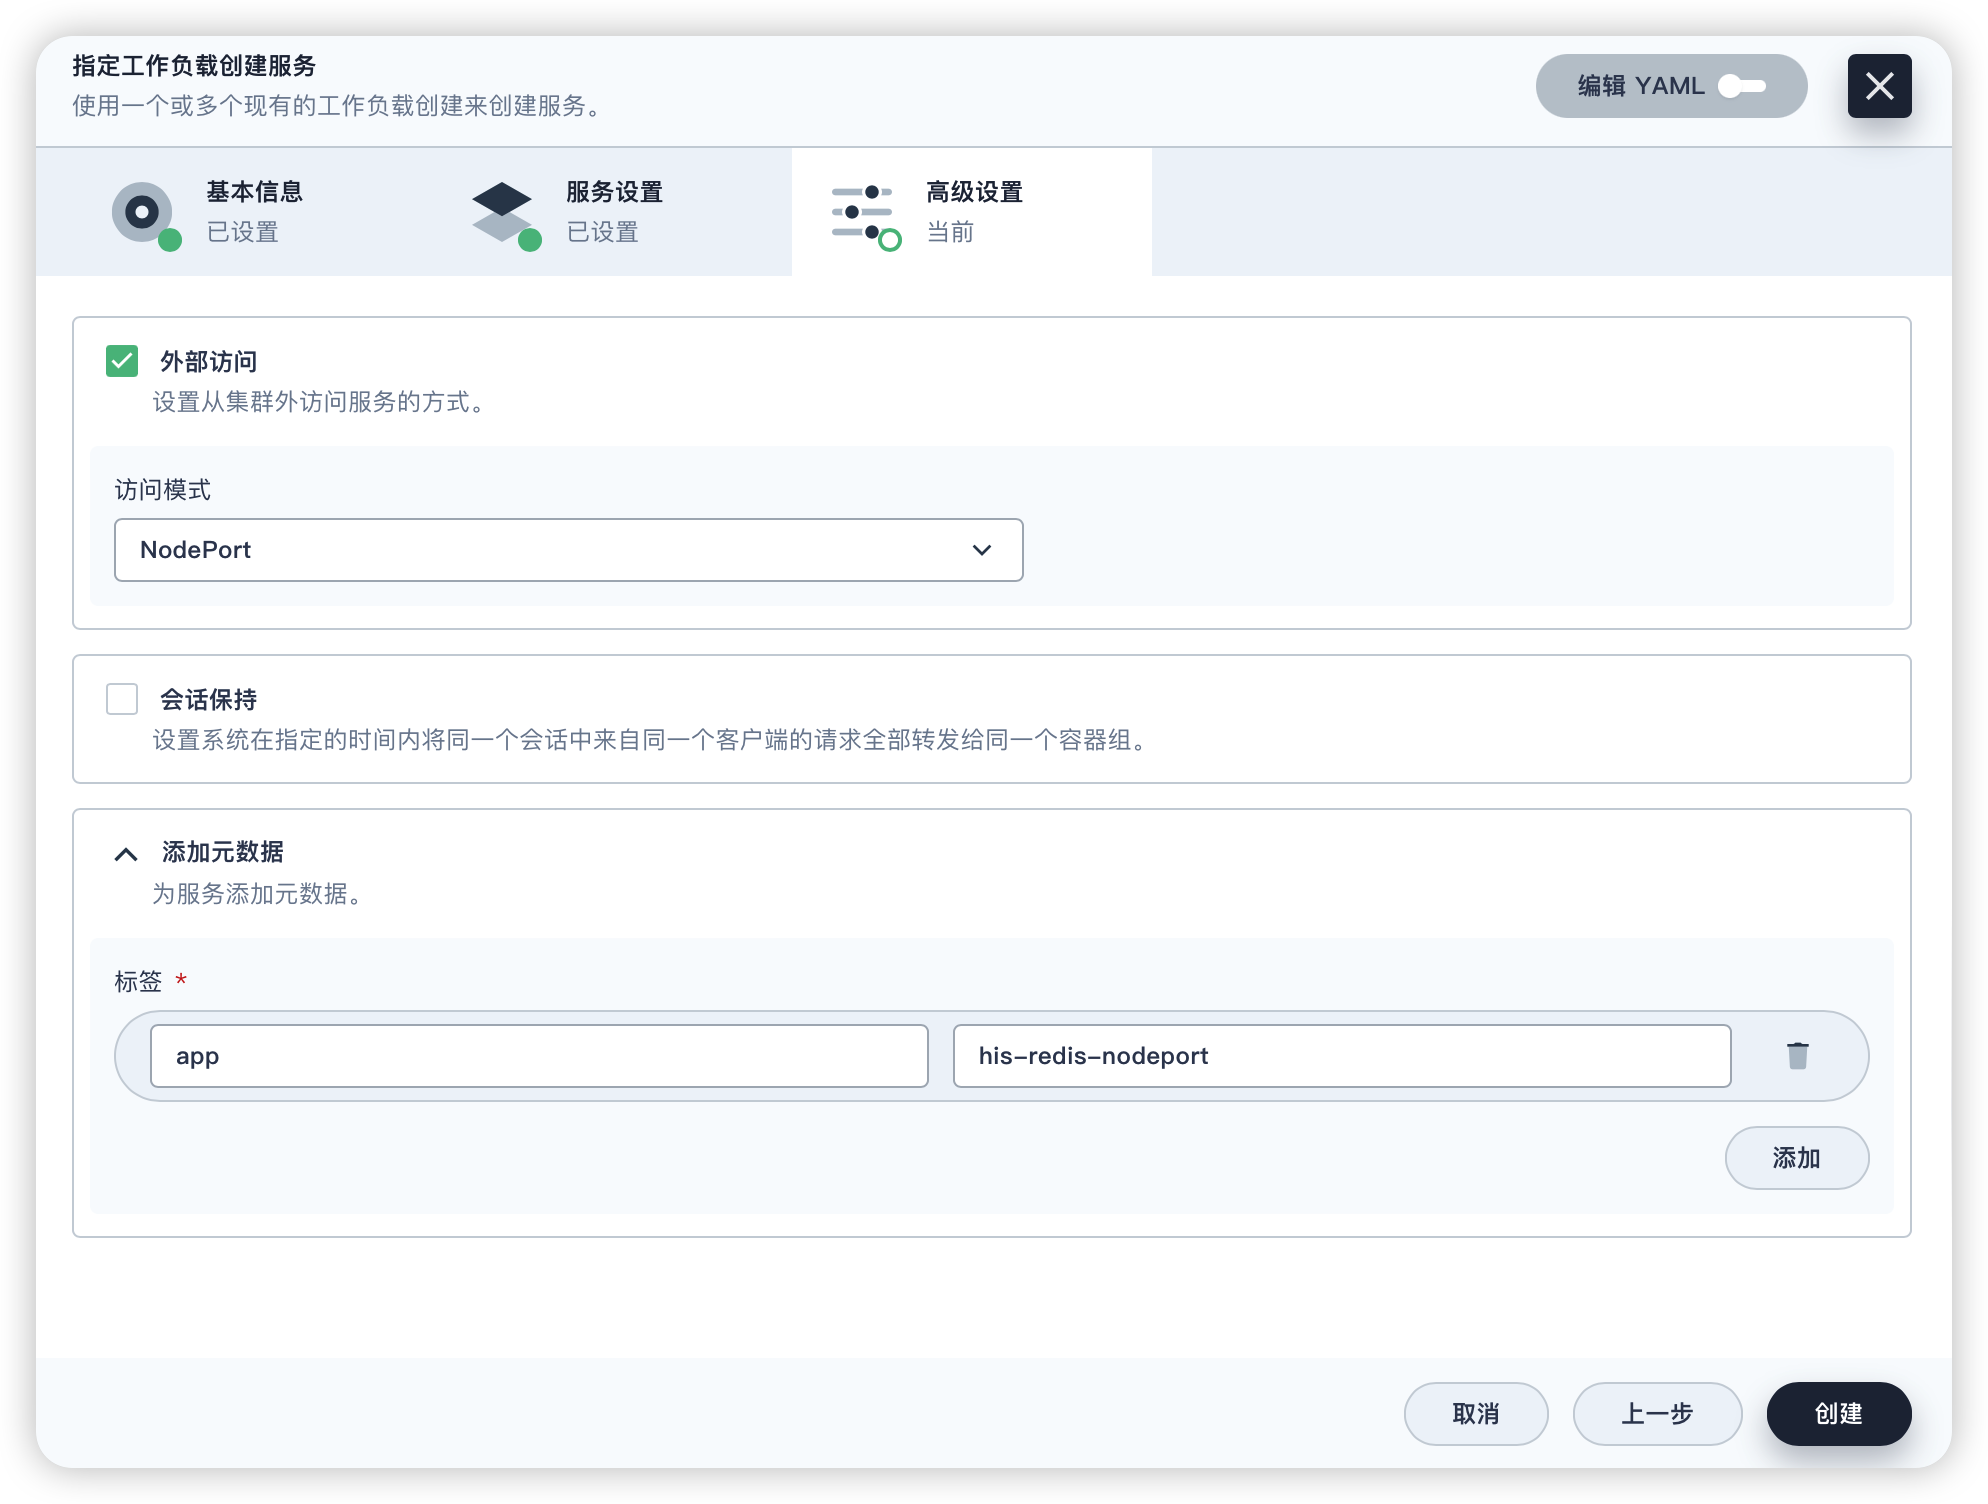 指定工作负载创建服务
使用一个或多个现有的工作负载创建来创建服务。
编辑 YAML
基本信息
已设置
服务设置
已设置
高级设置
当前
外部访问
设置从集群外访问服务的方式。
访问模式
NodePort
会话保持
设置系统在指定的时间内将同一个会话中来自同一个客户端的请求全部转发给同一个容器组。
添加元数据
为服务添加元数据。
标签 *
app
his-redis-nodeport
添加
取消
上一步
创建